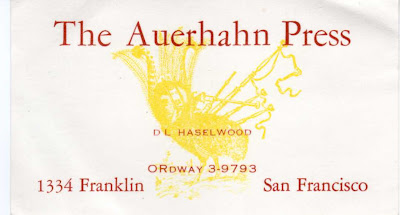 The Auerhahn Press
D L HASELWOOD
ORDWAY 3-9793
1334 Franklin San Francisco